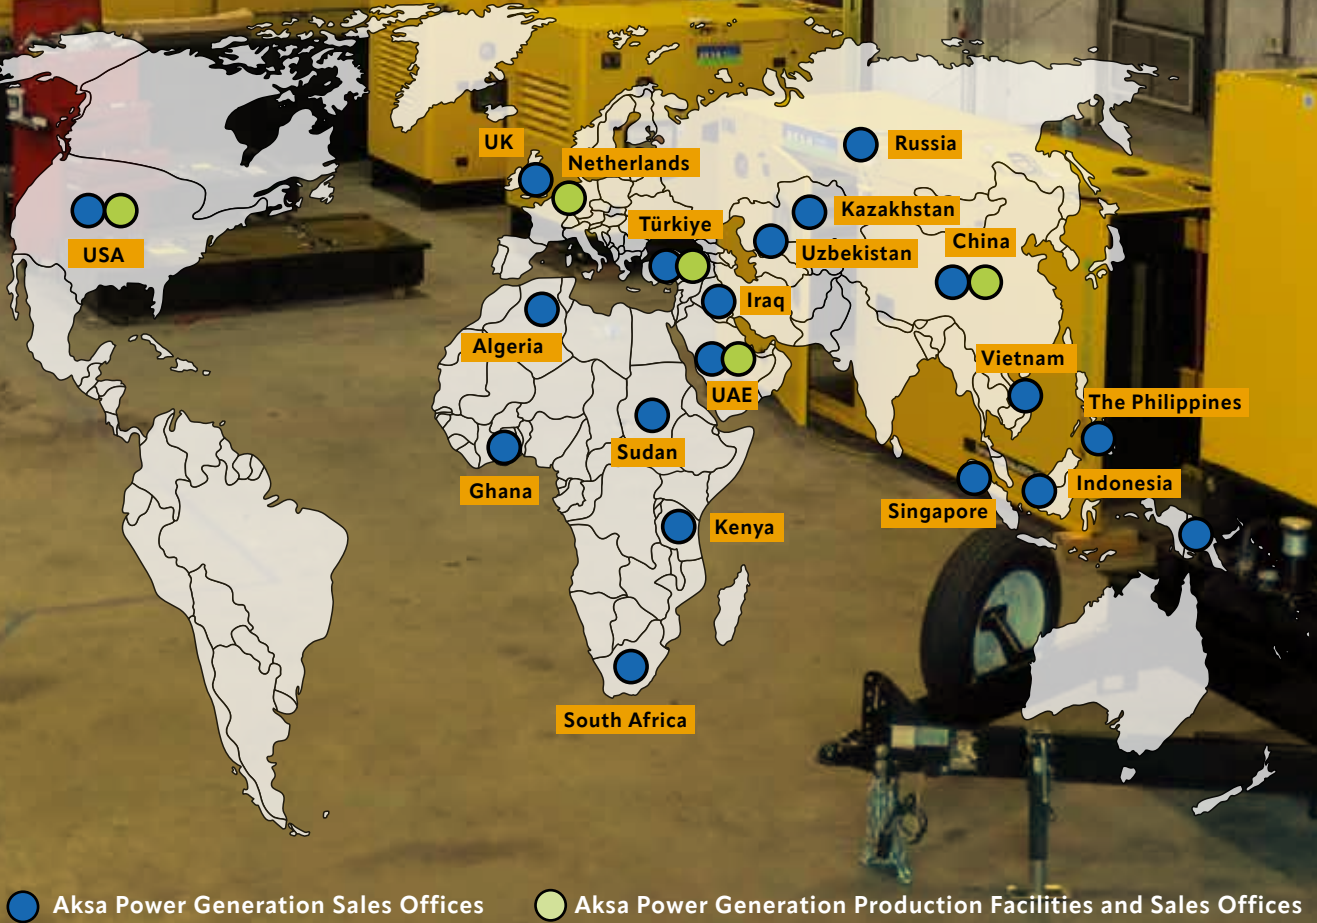 UK
Netherlands
Russia
Türkiye
Kazakhstan
USA
Uzbekistan
China
Iraq
Algeria
Vietnam
UAE
The Philippines
Sudan
Ghana
Indonesia
Singapore
Kenya
South Africa
Aksa Power Generation Sales Offices
Aksa Power Generation Production Facilities and Sales Offices